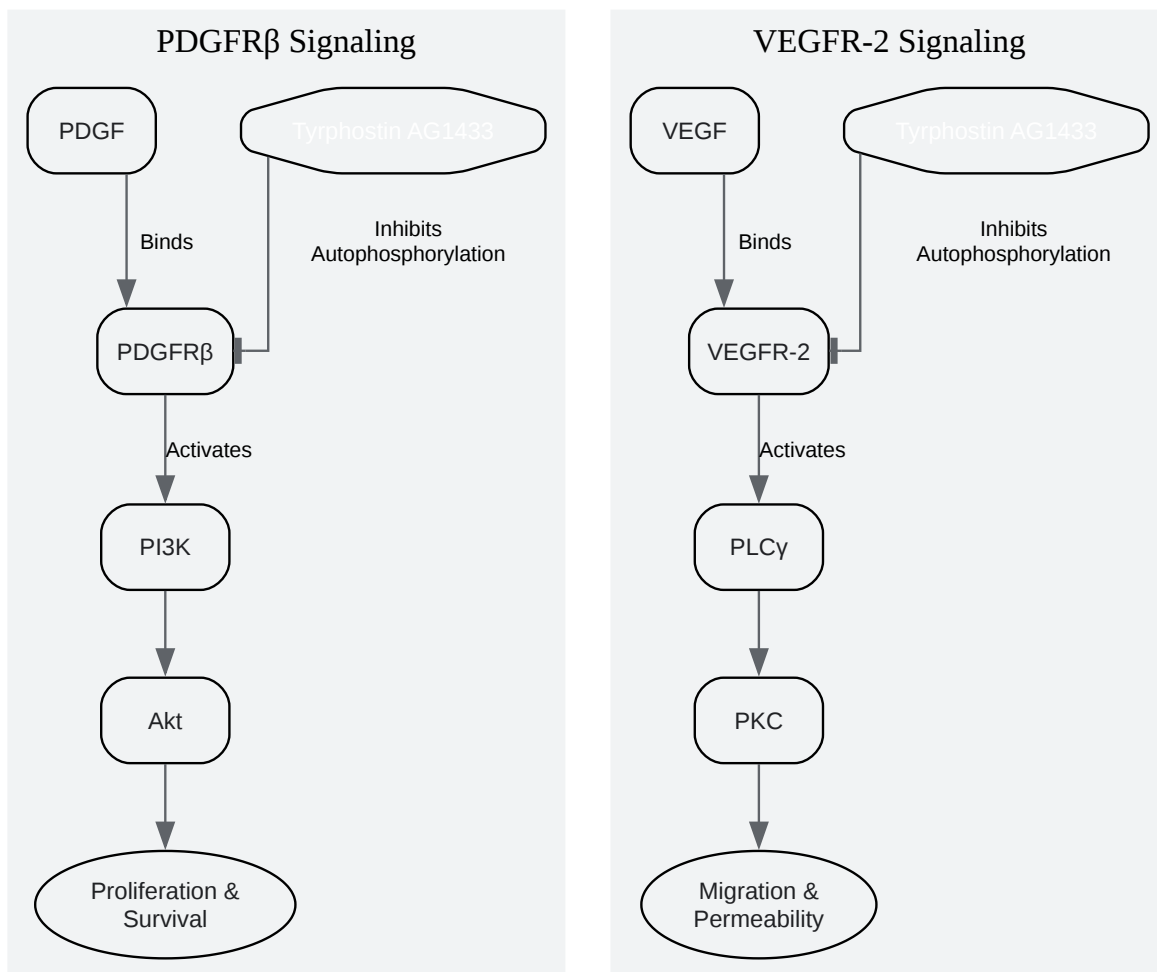 PDGFRβ Signaling
PDGF
Tyrphostin AG1433
Binds
Inhibits
Autophosphorylation
PDGFRβ
Activates
PI3K
Akt
Proliferation &
Survival
VEGFR-2 Signaling
VEGF
Tyrphostin AG1433
Binds
Inhibits
Autophosphorylation
VEGFR-2
Activates
PLCγ
PKC
Migration &
Permeability